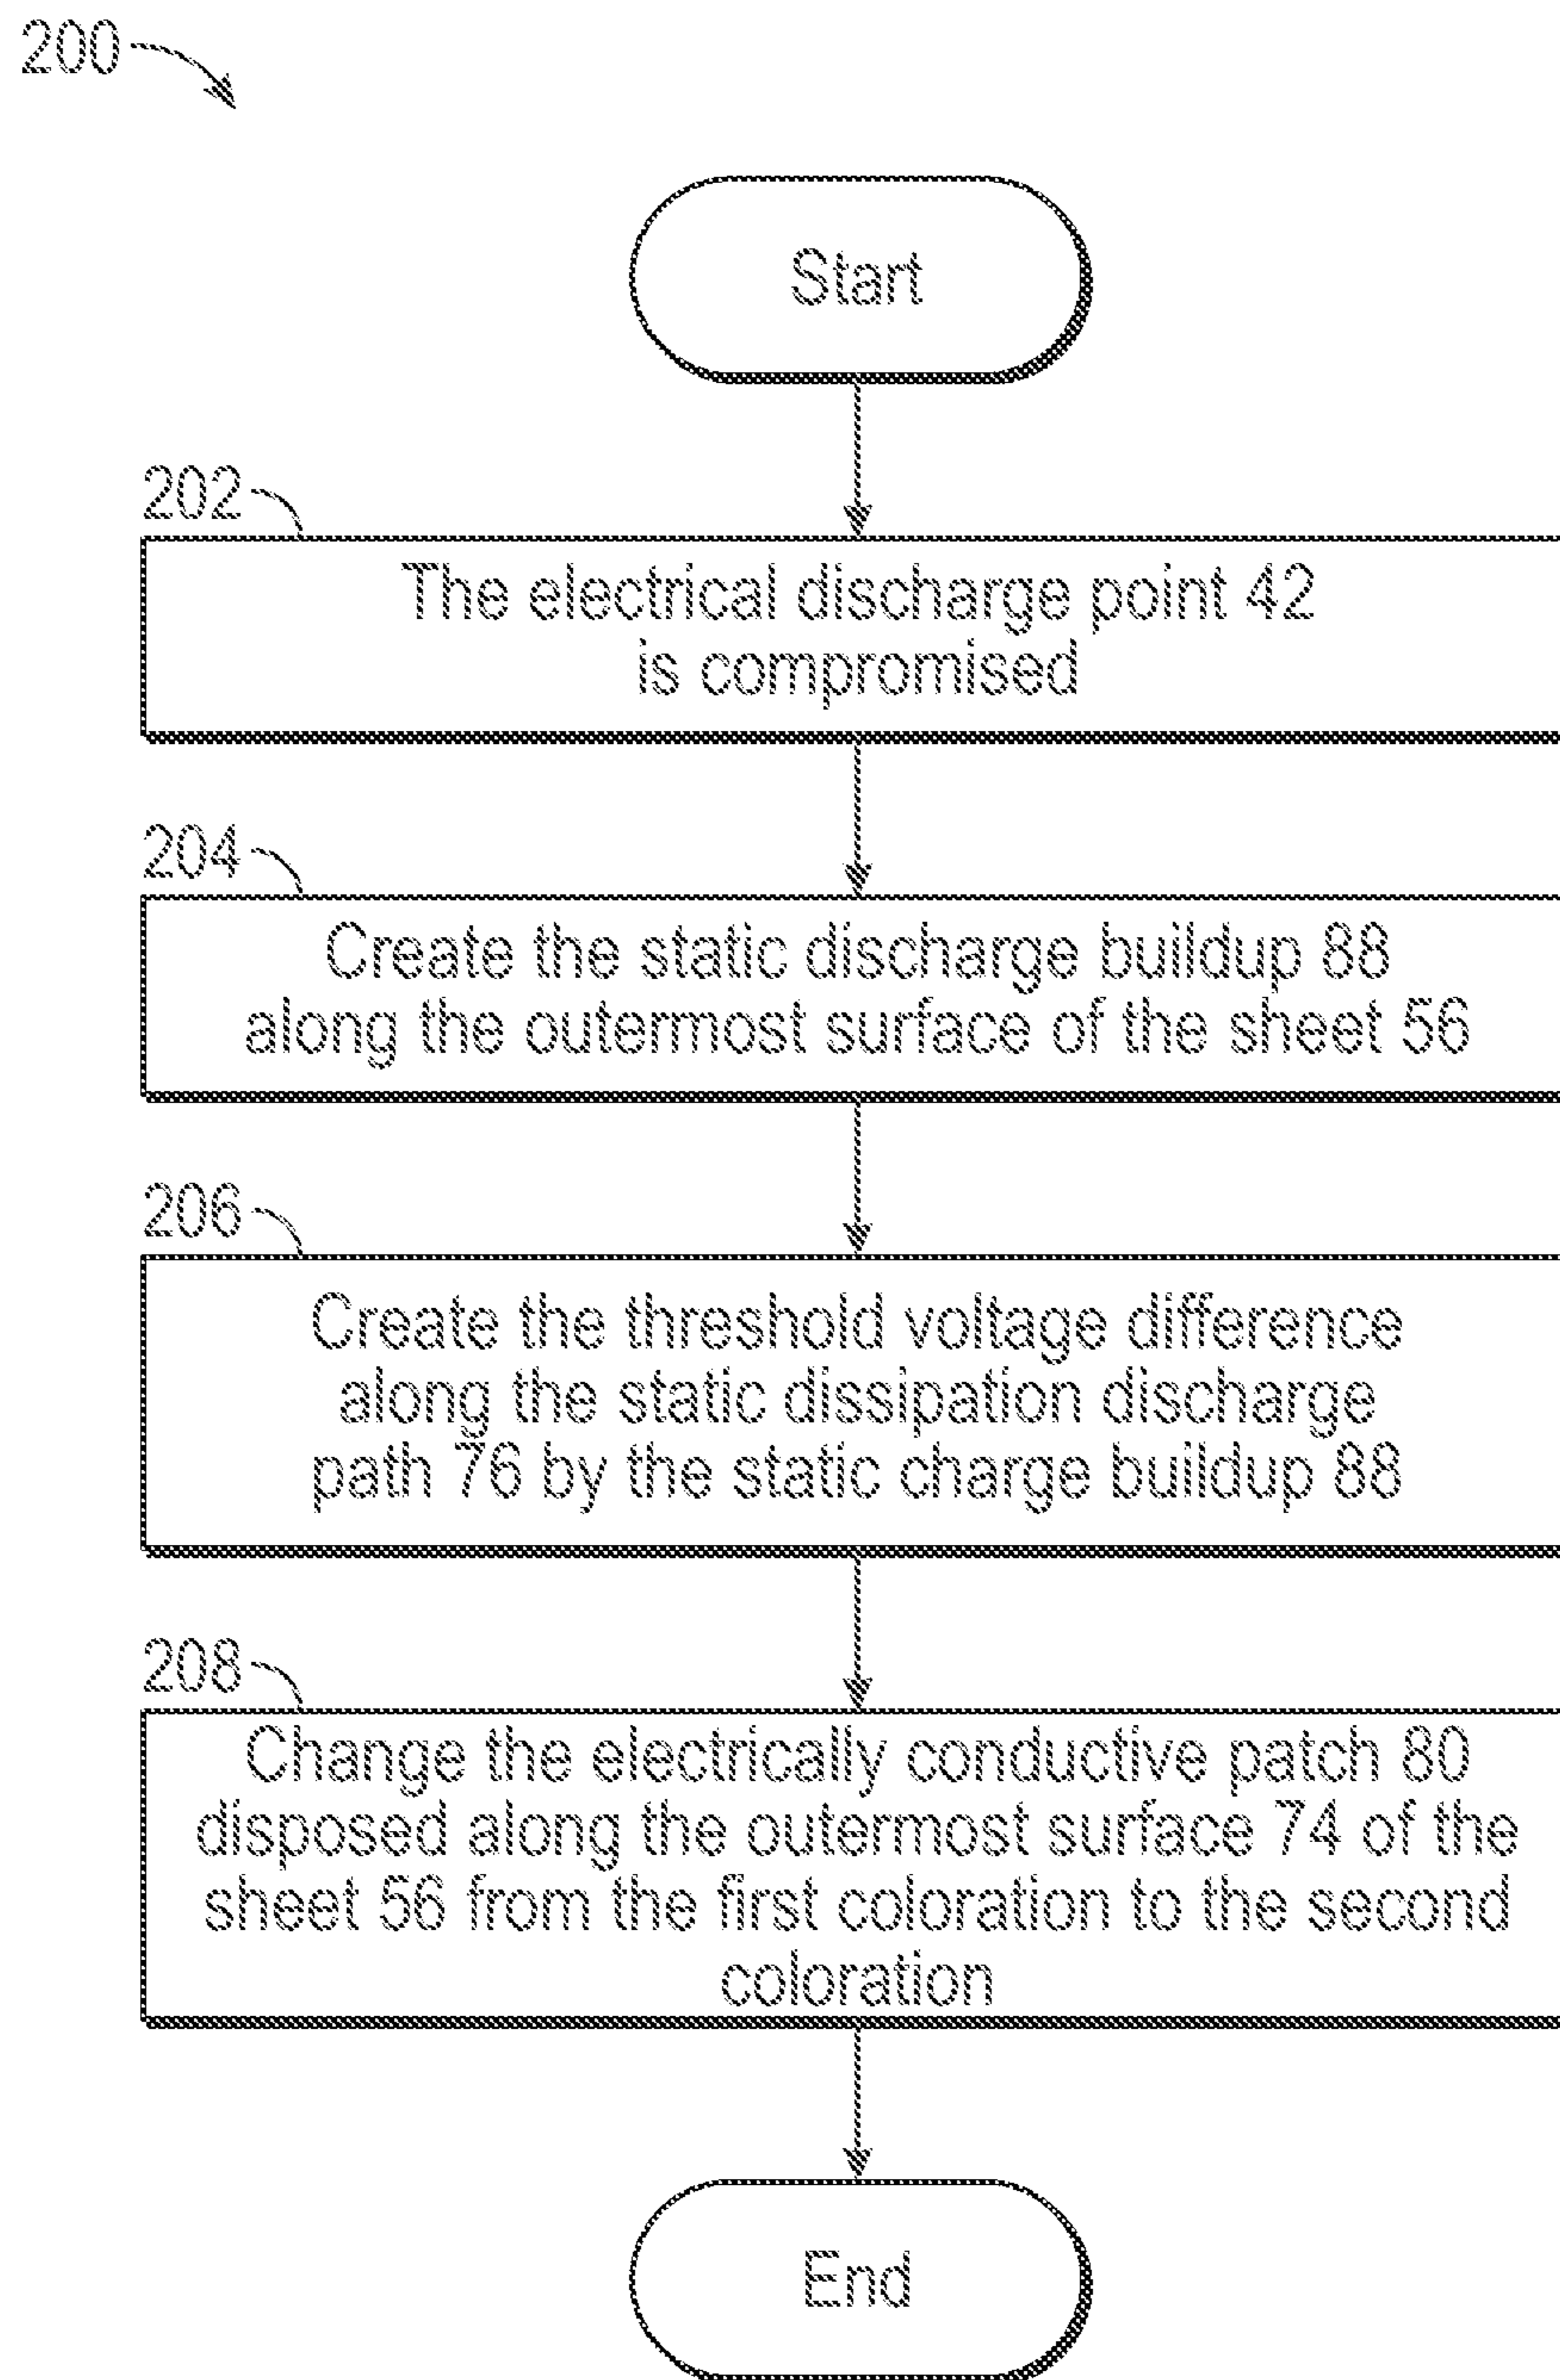 200
Start
202
The electrical discharge point 42
is compromised
204
Create the static discharge buildup 88
along the outermost surface of the sheet 56
206
Create the threshold voltage difference
along the static dissipation discharge
path 76 by the static charge buildup 88
208
Change the electrically conductive patch 80
disposed along the outermost surface 74 of the
sheet 56 from the first coloration to the second
coloration
End